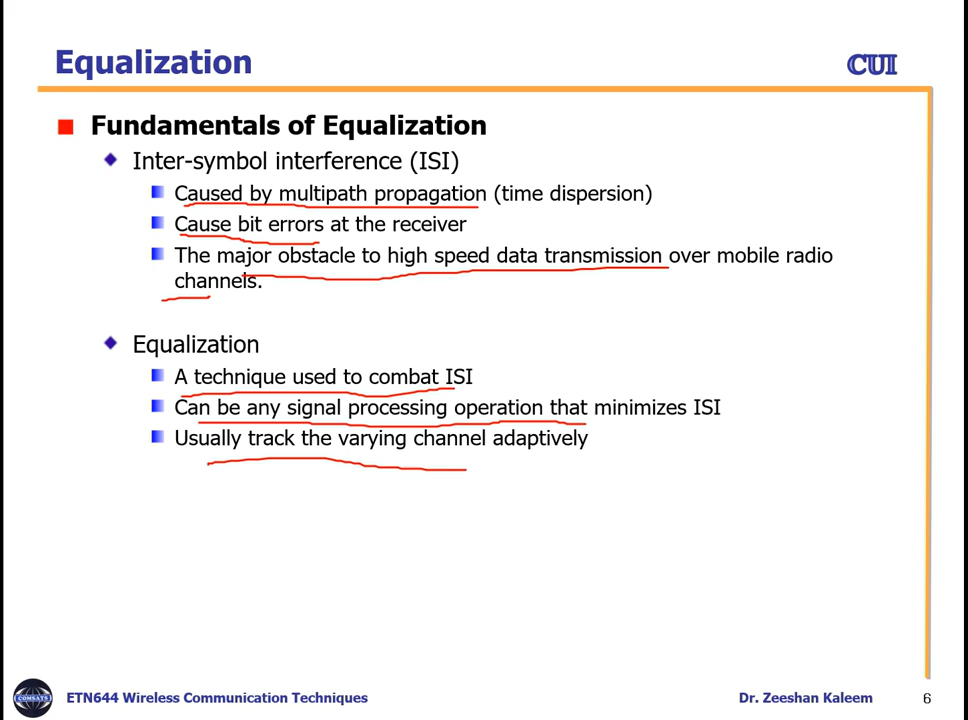 Equalization
CUI
Fundamentals of Equalization
Inter-symbol interference (ISI)
Caused by multipath propagation (time dispersion)
Cause bit errors at the receiver
The major obstacle to high speed data transmission over mobile radio
channels.
Equalization
A technique used to combat ISI
Can be any signal processing operation that minimizes ISI
Usually track the varying channel adaptively
COMSATS
ETN644 Wireless Communication Techniques
Dr. Zeeshan Kaleem
6